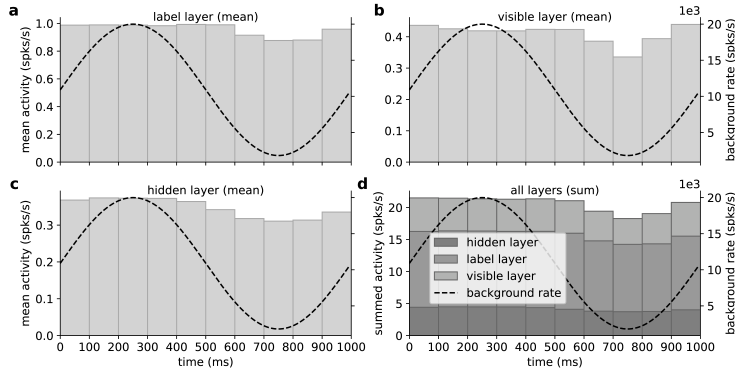 a
label layer (mean)
mean activity (spks/s)
1.0
0.8
0.6
0.4
0.2
0.0
b
visible layer (mean)
1e3
0.4
0.3
0.2
0.1
0.0
20
15
10
5
background rate (spks/s)
c
hidden layer (mean)
mean activity (spks/s)
0.3
0.2
0.1
0.0
0 100 200 300 400 500 600 700 800 900 1000
time (ms)
d
all layers (sum)
1e3
summed activity (spks/s)
20
15
10
5
0
hidden layer
label layer
visible layer
background rate
20
15
10
5
background rate (spks/s)
0 100 200 300 400 500 600 700 800 900 1000
time (ms)